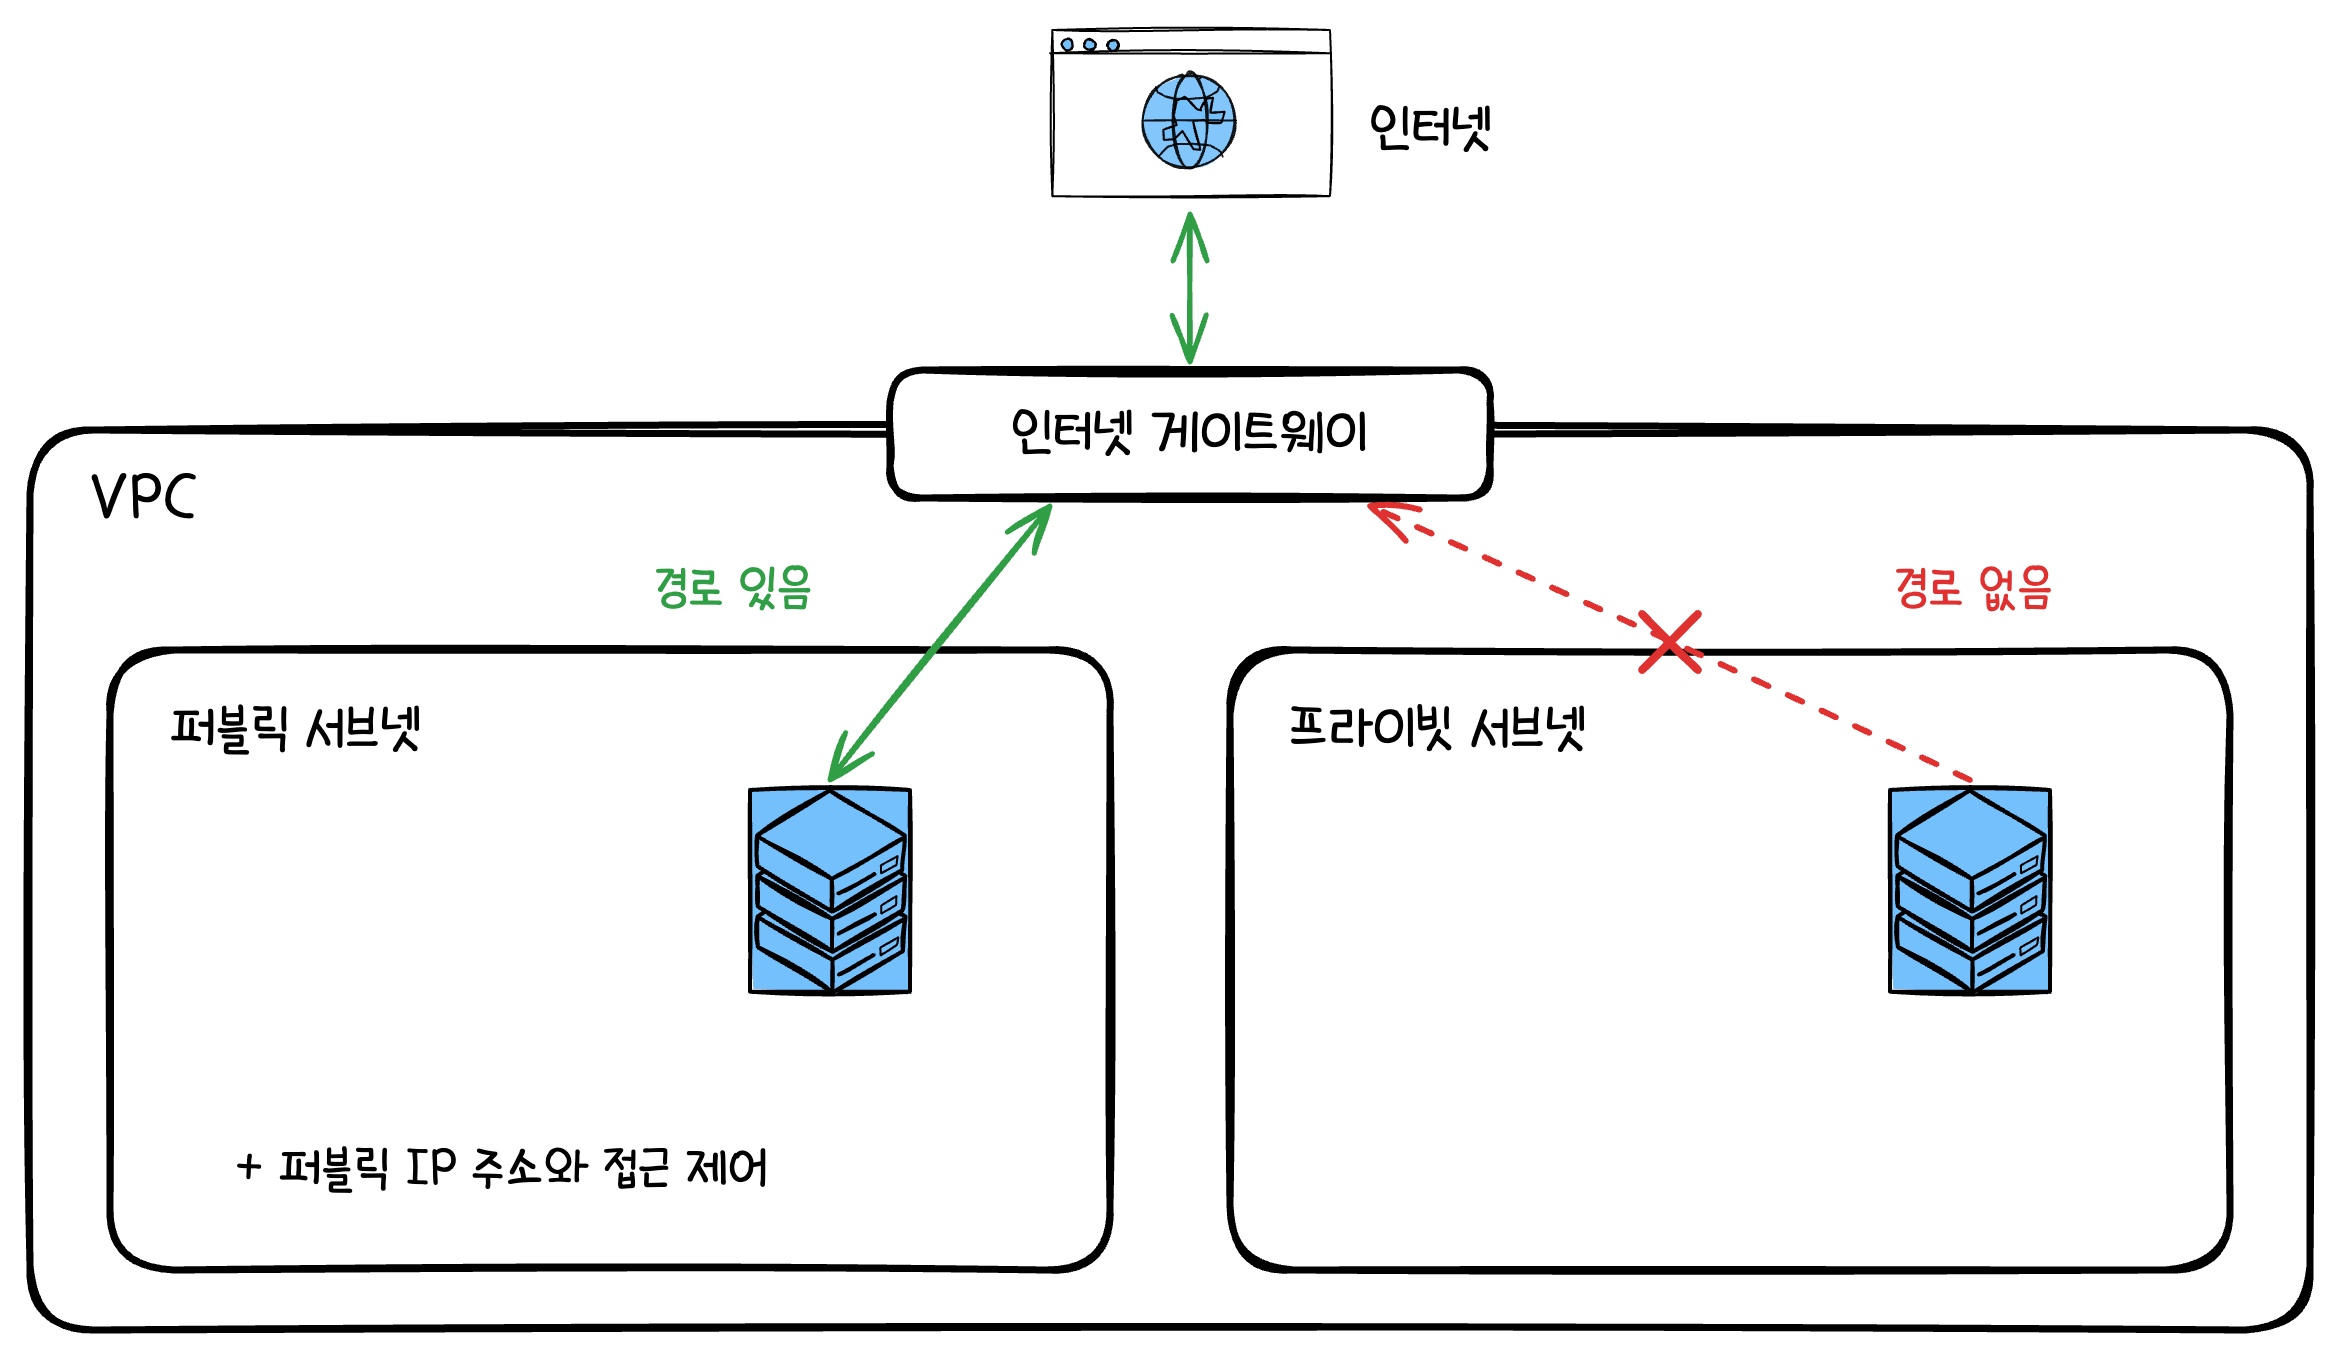 인터넷
인터넷 게이트웨이
VPC
경로 있음
경로 없음
퍼블릭 서브넷
프라이빗 서브넷
+ 퍼블릭 IP 주소와 접근 제어